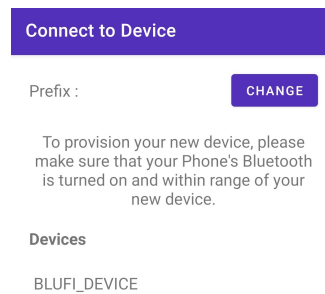 Connect to Device
Prefix :
CHANGE
To provision your new device, please
make sure that your Phone's Bluetooth
is turned on and within range of your
new device.
Devices
BLUFI_DEVICE